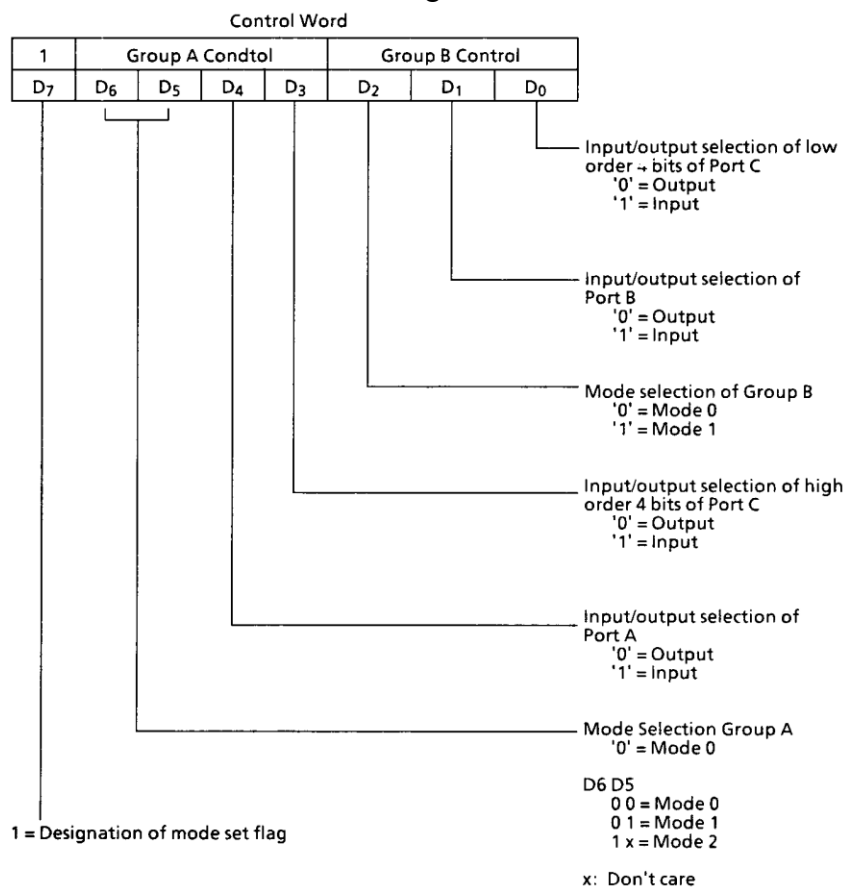 Control Word
1 Group A Condtol Group B Control
D7 D6 D5 D4 D3 D2 D1 D0
Input/output selection of low
order 4 bits of Port C
'0' = Output
'1' = Input
Input/output selection of
Port B
'0' = Output
'1' = Input
Mode selection of Group B
'0' = Mode 0
'1' = Mode 1
Input/output selection of high
order 4 bits of Port C
'0' = Output
'1' = Input
Input/output selection of
Port A
'0' = Output
'1' = Input
Mode Selection Group A
'0' = Mode 0
D6 D5
0 0 = Mode 0
0 1 = Mode 1
1 x = Mode 2
1 = Designation of mode set flag
x: Don't care